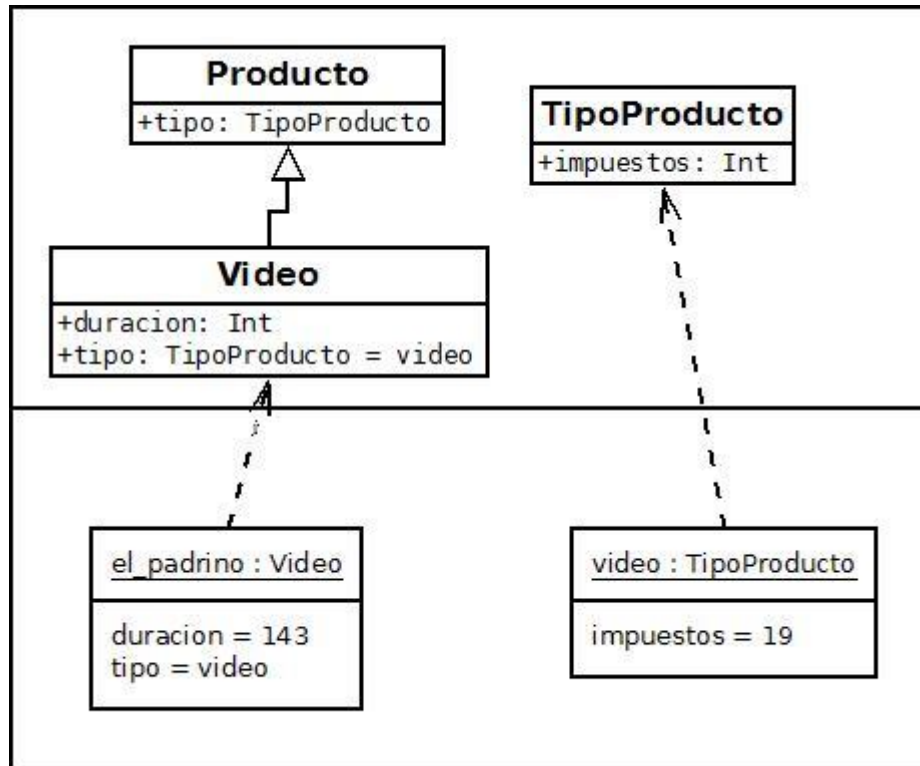 Producto
+tipo: TipoProducto
TipoProducto
+impuestos: Int
Video
+duracion: Int
+tipo: TipoProducto = video
el_padrino : Video
duracion = 143
tipo = video
video : TipoProducto
impuestos = 19